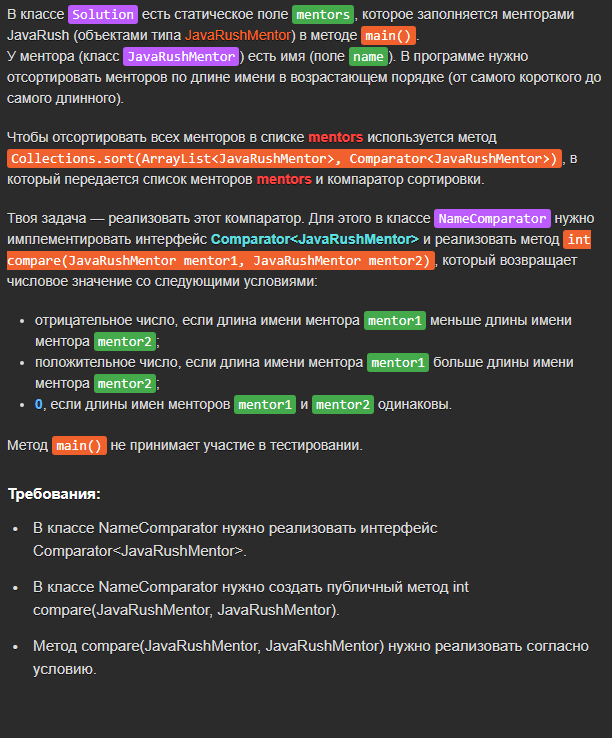 В классе Solution есть статическое поле mentors, которое заполняется менторами
JavaRush (объектами типа JavaRushMentor) в методе main().
У ментора (класс JavaRushMentor) есть имя (поле name). В программе нужно
отсортировать менторов по длине имени в возрастающем порядке (от самого короткого до
самого длинного).
Чтобы отсортировать всех менторов в списке mentors используется метод
Collections.sort(ArrayList<JavaRushMentor>, Comparator<JavaRushMentor>), в
который передается список менторов mentors и компаратор сортировки.
Твоя задача — реализовать этот компаратор. Для этого в классе NameComparator нужно
имплементировать интерфейс Comparator<JavaRushMentor> и реализовать метод int
compare(JavaRushMentor mentor1, JavaRushMentor mentor2), который возвращает
числовое значение со следующими условиями:
• отрицательное число, если длина имени ментора mentor1 меньше длины имени
ментора mentor2;
• положительное число, если длина имени ментора mentor1 больше длины имени
ментора mentor2;
• 0, если длины имен менторов mentor1 и mentor2 одинаковы.
Метод main() не принимает участие в тестировании.
Требования:
• В классе NameComparator нужно реализовать интерфейс
Comparator<JavaRushMentor>.
• В классе NameComparator нужно создать публичный метод int
compare(JavaRushMentor, JavaRushMentor).
• Метод compare(JavaRushMentor, JavaRushMentor) нужно реализовать согласно
условию.